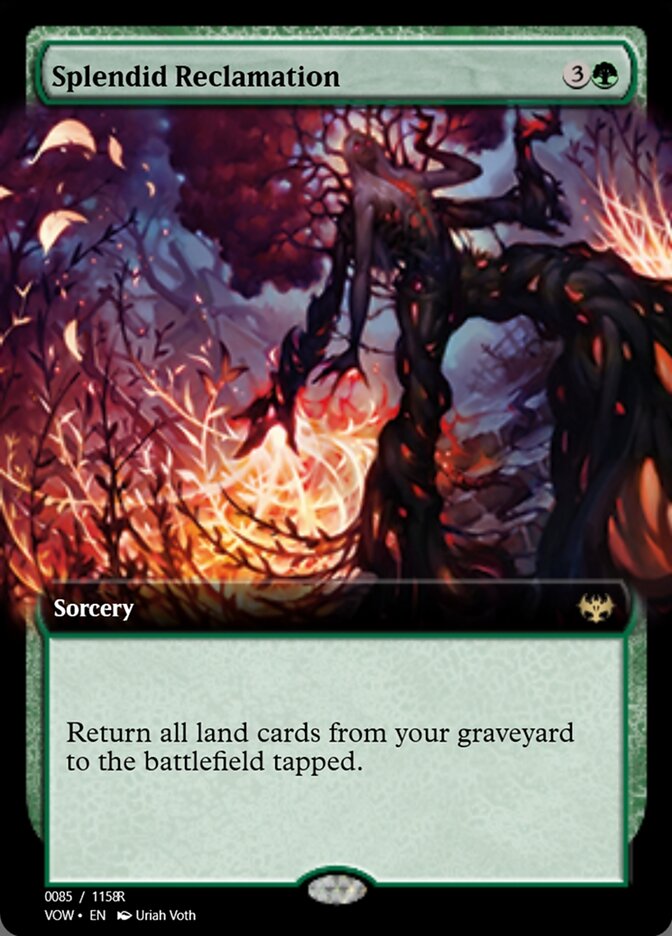 Splendid Reclamation 3
Sorcery
Return all land cards from your graveyard
to the battlefield tapped.
0085 / 1158R
VOW • EN Uriah Voth